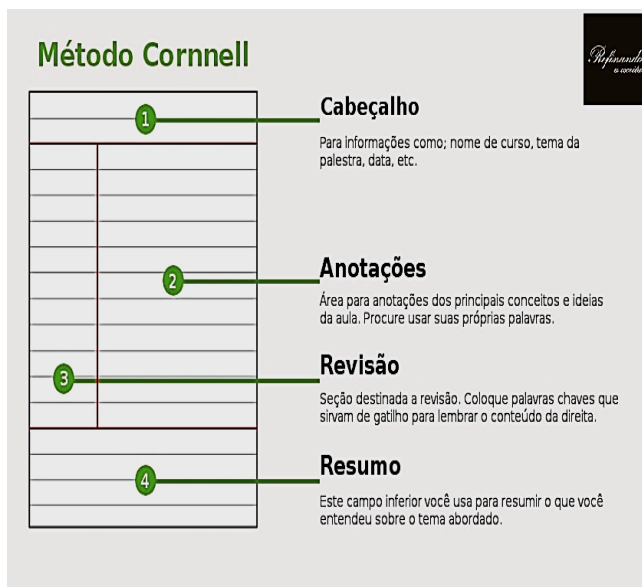 Método Cornnell
Refinando
1
Cabeçalho
Para informações como; nome de curso, tema da
palestra, data, etc.
2
Anotações
Área para anotações dos principais conceitos e ideias
da aula. Procure usar suas próprias palavras.
3
Revisão
Seção destinada a revisão. Coloque palavras chaves que
sirvam de gatilho para lembrar o conteúdo da direita.
4
Resumo
Este campo inferior você usa para resumir o que você
entendeu sobre o tema abordado.